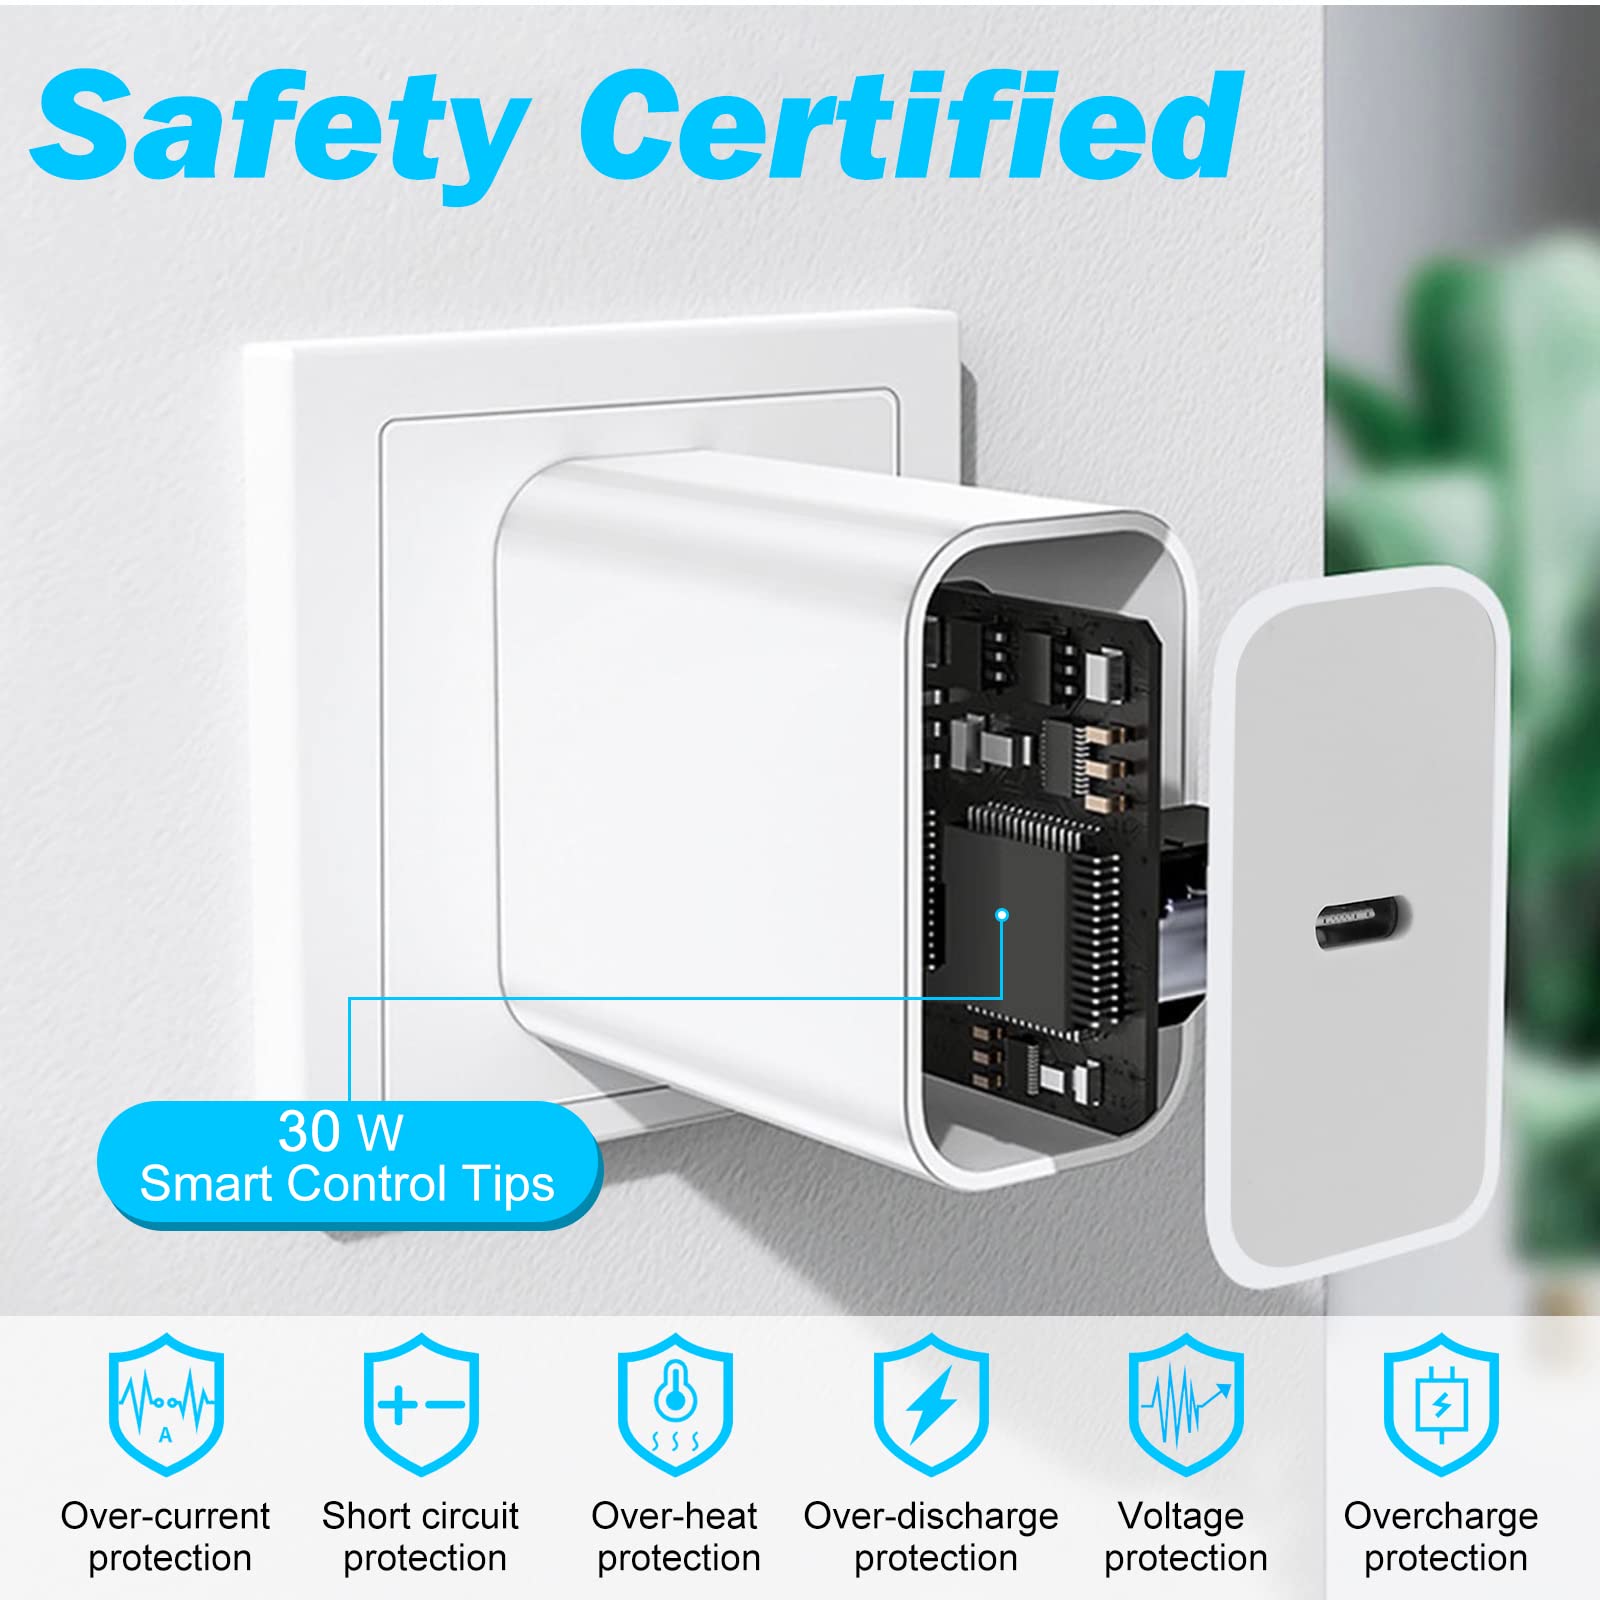 Safety Certified
30 W
Smart Control Tips
A
Over-current
protection
Short circuit
protection
Over-heat
protection
Over-discharge
protection
Voltage
protection
Overcharge
protection